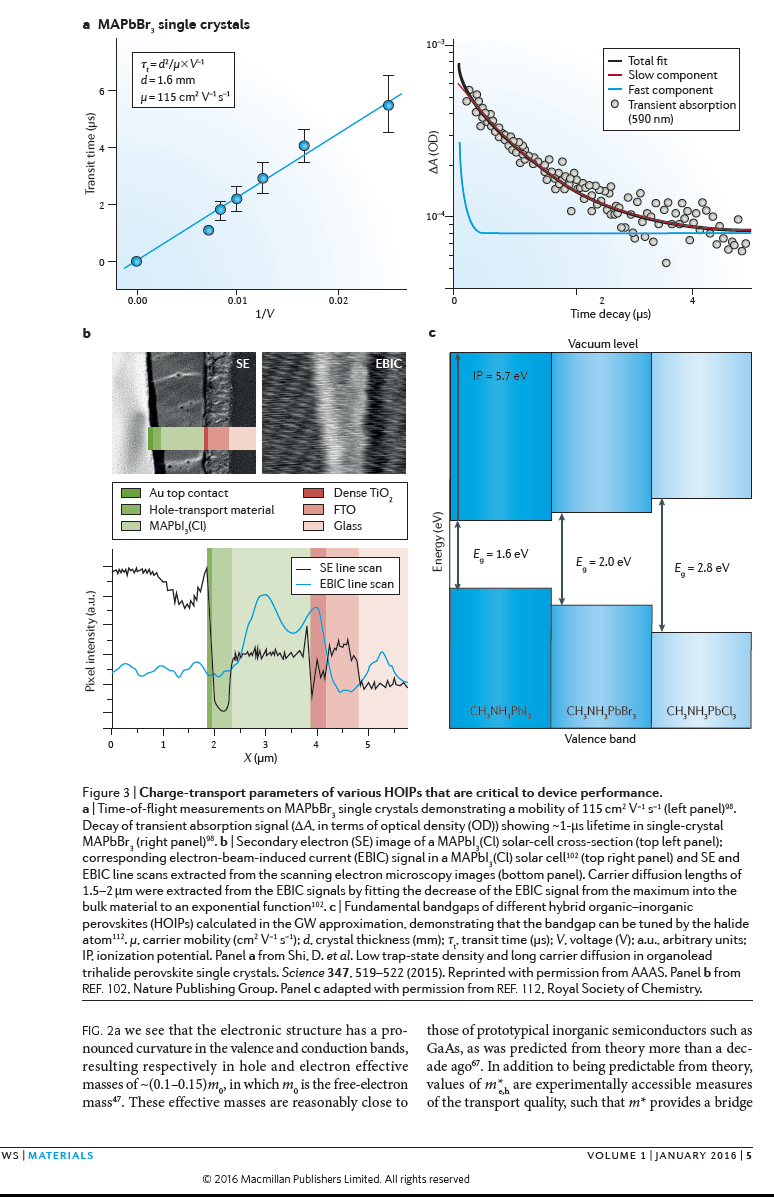 a MAPbBr₃ single crystals
τₜ = d²/μ×V⁻¹
d = 1.6 mm
μ = 115 cm² V⁻¹ s⁻¹
Transit time (μs)
6
4
2
0
0.00
0.01
0.02
1/V
10⁻³
10⁻⁴
ΔA (OD)
Total fit
Slow component
Fast component
Transient absorption
(590 nm)
0
2
4
Time decay (μs)
b
SE
EBIC
Au top contact
Hole-transport material
MAPbI₃(Cl)
Dense TiO₂
FTO
Glass
SE line scan
EBIC line scan
Pixel intensity (a.u.)
0
1
2
3
4
5
X (μm)
c
Vacuum level
IP = 5.7 eV
Energy (eV)
E_g = 1.6 eV
E_g = 2.0 eV
E_g = 2.8 eV
CH₃NH₃PbI₃
CH₃NH₃PbBr₃
CH₃NH₃PbCl₃
Valence band
Figure 3 | Charge-transport parameters of various HOIPs that are critical to device performance.
a | Time-of-flight measurements on MAPbBr₃ single crystals demonstrating a mobility of 115 cm² V⁻¹ s⁻¹ (left panel)⁹⁸.
Decay of transient absorption signal (ΔA, in terms of optical density (OD)) showing ~1-μs lifetime in single-crystal
MAPbBr₃ (right panel)⁹⁸. b | Secondary electron (SE) image of a MAPbI₃(Cl) solar-cell cross-section (top left panel);
corresponding electron-beam-induced current (EBIC) signal in a MAPbI₃(Cl) solar cell¹⁰² (top right panel) and SE and
EBIC line scans extracted from the scanning electron microscopy images (bottom panel). Carrier diffusion lengths of
1.5–2 μm were extracted from the EBIC signals by fitting the decrease of the EBIC signal from the maximum into the
bulk material to an exponential function¹⁰². c | Fundamental bandgaps of different hybrid organic–inorganic
perovskites (HOIPs) calculated in the GW approximation, demonstrating that the bandgap can be tuned by the halide
atom¹¹². μ, carrier mobility (cm² V⁻¹ s⁻¹); d, crystal thickness (mm); τₜ, transit time (μs); V, voltage (V); a.u., arbitrary units;
IP, ionization potential. Panel a from Shi, D. et al. Low trap-state density and long carrier diffusion in organolead
trihalide perovskite single crystals. Science 347, 519–522 (2015). Reprinted with permission from AAAS. Panel b from
REF. 102, Nature Publishing Group. Panel c adapted with permission from REF. 112, Royal Society of Chemistry.
FIG. 2a we see that the electronic structure has a pro-
nounced curvature in the valence and conduction bands,
resulting respectively in hole and electron effective
masses of ~(0.1–0.15)m₀, in which m₀ is the free-electron
mass⁴⁷. These effective masses are reasonably close to
those of prototypical inorganic semiconductors such as
GaAs, as was predicted from theory more than a dec-
ade ago⁶⁷. In addition to being predictable from theory,
values of m*e,h are experimentally accessible measures
of the transport quality, such that m* provides a bridge
WS | MATERIALS
VOLUME 1 | JANUARY 2016 | 5
© 2016 Macmillan Publishers Limited. All rights reserved